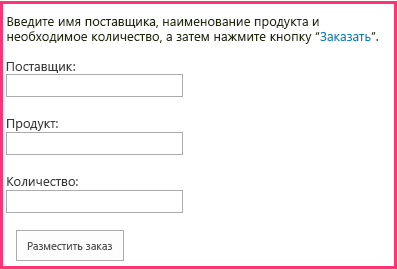 Введите имя поставщика, наименование продукта и
необходимое количество, а затем нажмите кнопку “Заказать”.
Поставщик:
Продукт:
Количество:
Разместить заказ